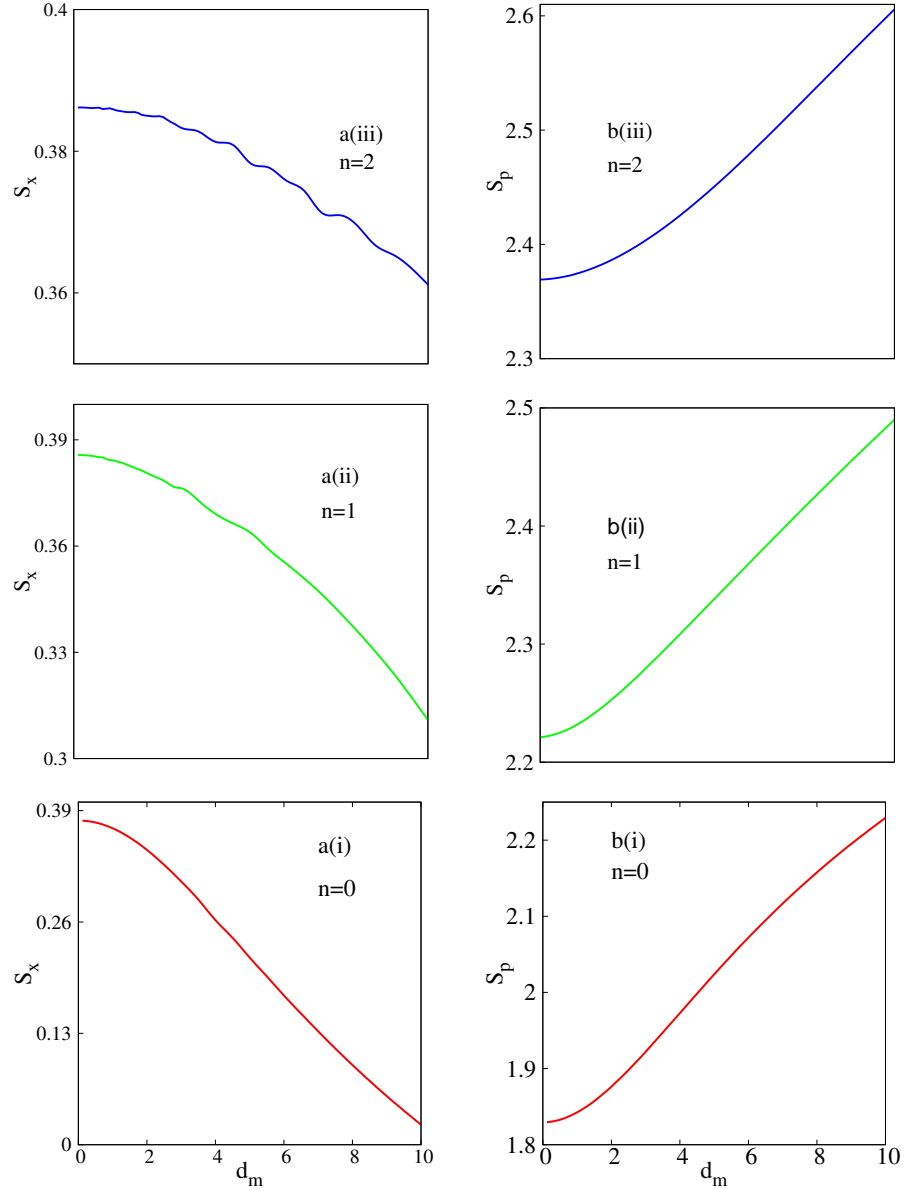 0.4
0.38
0.36
S_x
a(iii)
n=2
2.6
2.5
2.4
2.3
S_p
b(iii)
n=2
0.39
0.36
0.33
0.3
S_x
a(ii)
n=1
2.5
2.4
2.3
2.2
S_p
b(ii)
n=1
0.39
0.26
0.13
0
S_x
a(i)
n=0
0 2 4 6 8 10
d_m
2.2
2.1
2
1.9
1.8
S_p
b(i)
n=0
0 2 4 6 8 10
d_m